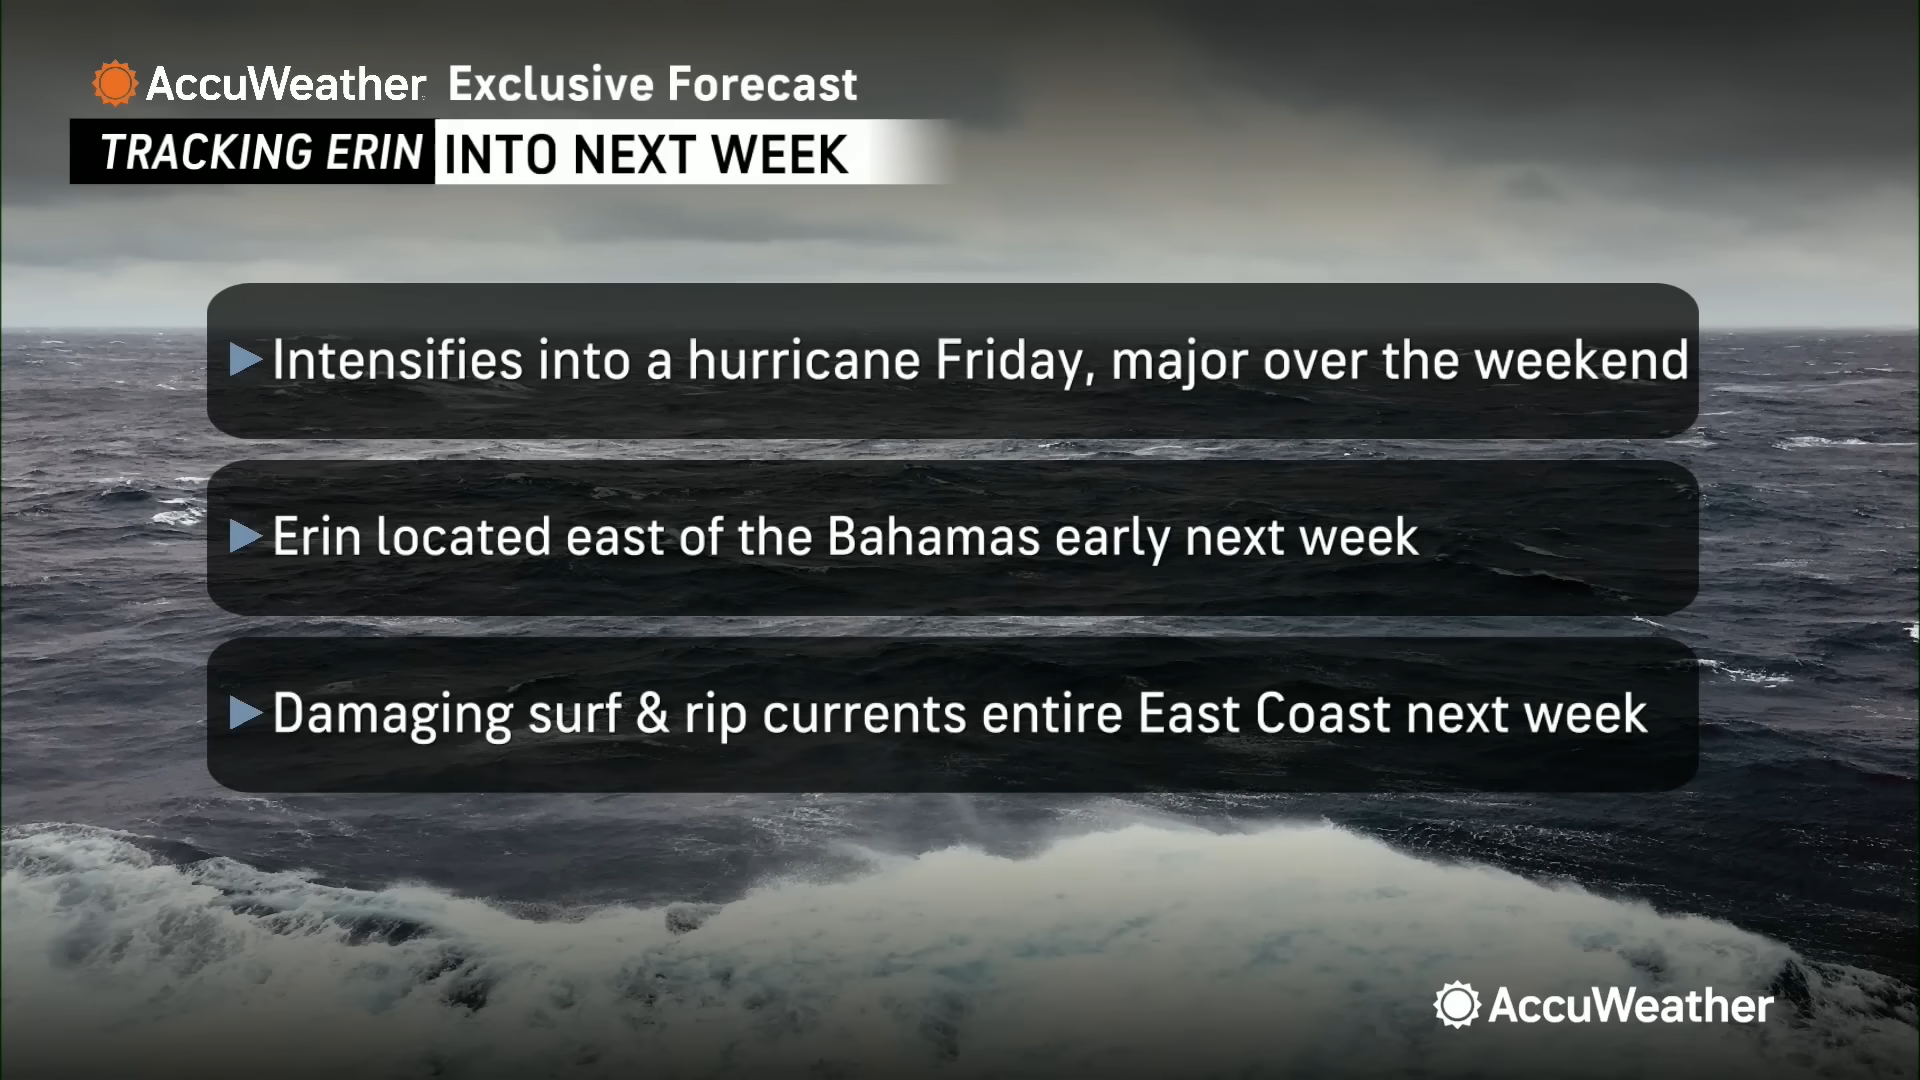 AccuWeather Exclusive Forecast
TRACKING ERIN INTO NEXT WEEK
Intensifies into a hurricane Friday, major over the weekend
Erin located east of the Bahamas early next week
Damaging surf & rip currents entire East Coast next week
AccuWeather